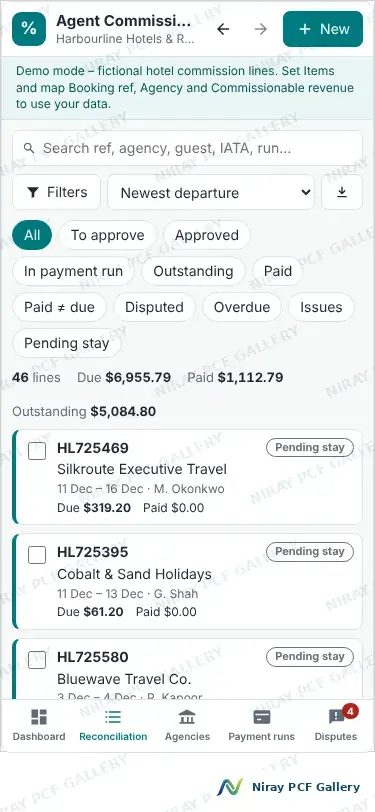 % Agent Commissi... ← → + New
Harbourline Hotels & R...
Demo mode – fictional hotel commission lines. Set Items
and map Booking ref, Agency and Commissionable revenue
to use your data.
Search ref, agency, guest, IATA, run...
Filters Newest departure
All To approve Approved
In payment run Outstanding Paid
Paid ≠ due Disputed Overdue Issues
Pending stay
46 lines Due $6,955.79 Paid $1,112.79
Outstanding $5,084.80
HL725469 Pending stay
Silkroute Executive Travel
11 Dec – 16 Dec · M. Okonkwo
Due $319.20 Paid $0.00
HL725395 Pending stay
Cobalt & Sand Holidays
11 Dec – 13 Dec · G. Shah
Due $61.20 Paid $0.00
HL725580 Pending stay
Bluewave Travel Co.
3 Dec – 4 Dec · R. Kapoor
4
Dashboard Reconciliation Agencies Payment runs Disputes
Niray PCF Gallery
NIRAY PCF GALLERY